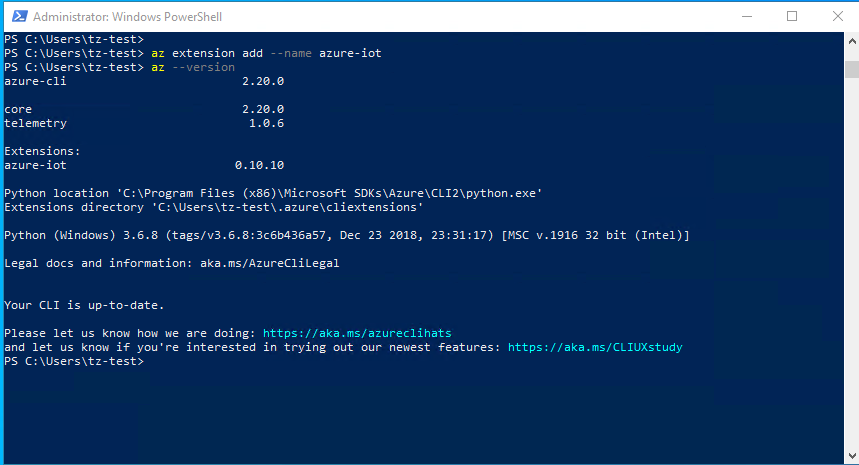 Administrator: Windows PowerShell
PS C:\Users\tz-test>
PS C:\Users\tz-test> az extension add --name azure-iot
PS C:\Users\tz-test> az --version
azure-cli                         2.20.0
core                              2.20.0
telemetry                          1.0.6
Extensions:
azure-iot                        0.10.10
Python location 'C:\Program Files (x86)\Microsoft SDKs\Azure\CLI2\python.exe'
Extensions directory 'C:\Users\tz-test\.azure\cliextensions'
Python (Windows) 3.6.8 (tags/v3.6.8:3c6b436a57, Dec 23 2018, 23:31:17) [MSC v.1916 32 bit (Intel)]
Legal docs and information: aka.ms/AzureCliLegal
Your CLI is up-to-date.
Please let us know how we are doing: https://aka.ms/azureclihats
and let us know if you're interested in trying out our newest features: https://aka.ms/CLIUXstudy
PS C:\Users\tz-test>